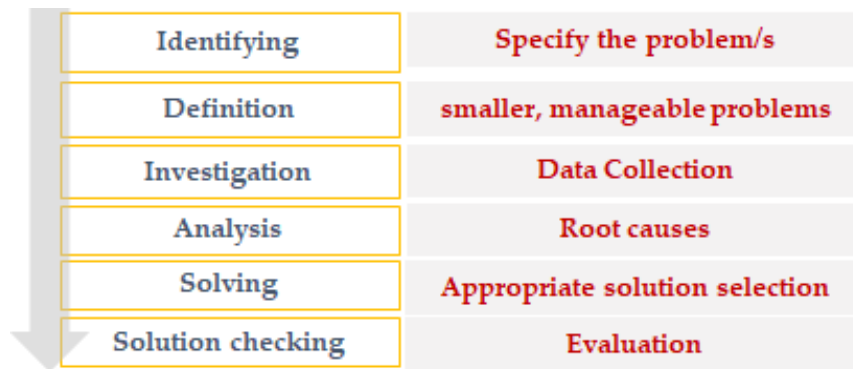 Identifying Specify the problem/s
Definition smaller, manageable problems
Investigation Data Collection
Analysis Root causes
Solving Appropriate solution selection
Solution checking Evaluation